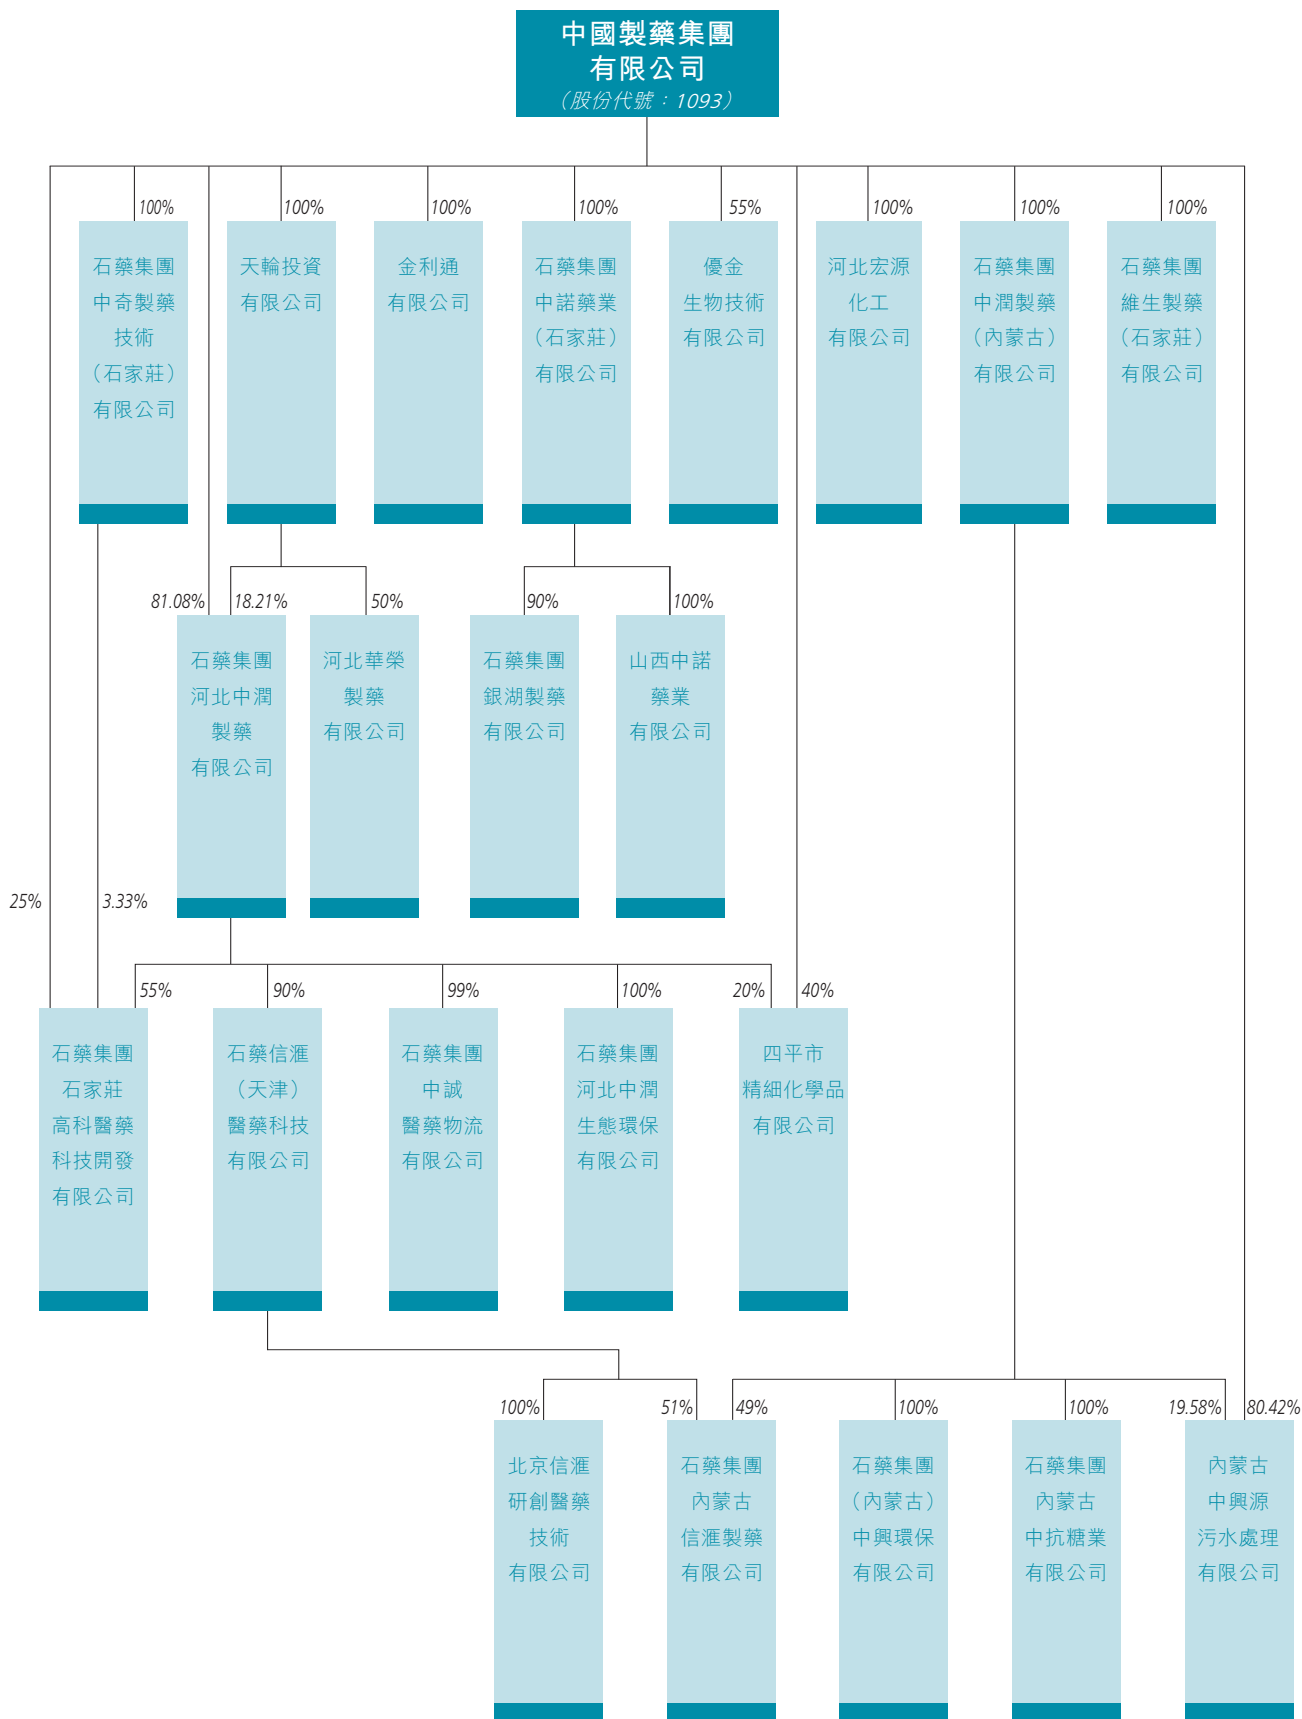 中國製藥集團
有限公司
（股份代號：1093）
100%
100%
100%
100%
55%
100%
100%
100%
石藥集團
中奇製藥
技術
（石家莊）
有限公司
天輪投資
有限公司
金利通
有限公司
石藥集團
中諾藥業
（石家莊）
有限公司
優金
生物技術
有限公司
河北宏源
化工
有限公司
石藥集團
中潤製藥
（內蒙古）
有限公司
石藥集團
維生製藥
（石家莊）
有限公司
81.08%
18.21%
50%
90%
100%
石藥集團
河北中潤
製藥
有限公司
河北華榮
製藥
有限公司
石藥集團
銀湖製藥
有限公司
山西中諾
藥業
有限公司
25%
3.33%
55%
90%
99%
100%
20%
40%
石藥集團
石家莊
高科醫藥
科技開發
有限公司
石藥信滙
（天津）
醫藥科技
有限公司
石藥集團
中誠
醫藥物流
有限公司
石藥集團
河北中潤
生態環保
有限公司
四平市
精細化學品
有限公司
100%
51%
49%
100%
100%
19.58%
80.42%
北京信滙
研創醫藥
技術
有限公司
石藥集團
內蒙古
信滙製藥
有限公司
石藥集團
（內蒙古）
中興環保
有限公司
石藥集團
內蒙古
中抗糖業
有限公司
內蒙古
中興源
污水處理
有限公司